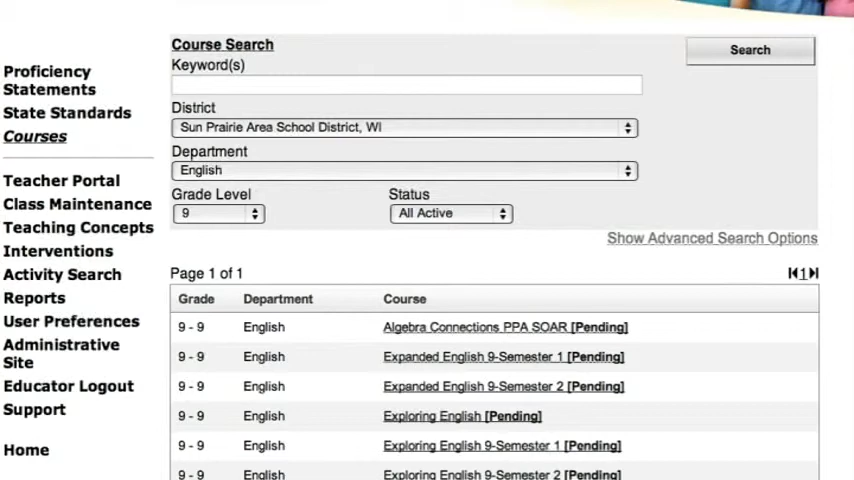 Proficiency
Statements
State Standards
Courses
Teacher Portal
Class Maintenance
Teaching Concepts
Interventions
Activity Search
Reports
User Preferences
Administrative
Site
Educator Logout
Support
Home
Course Search
Search
Keyword(s)
District
Sun Prairie Area School District, WI
Department
English
Grade Level Status
9 All Active
Show Advanced Search Options
Page 1 of 1 1
Grade Department Course
9 - 9 English Algebra Connections PPA SOAR [Pending]
9 - 9 English Expanded English 9-Semester 1 [Pending]
9 - 9 English Expanded English 9-Semester 2 [Pending]
9 - 9 English Exploring English [Pending]
9 - 9 English Exploring English 9-Semester 1 [Pending]
9 - 9 English Exploring English 9-Semester 2 [Pending]